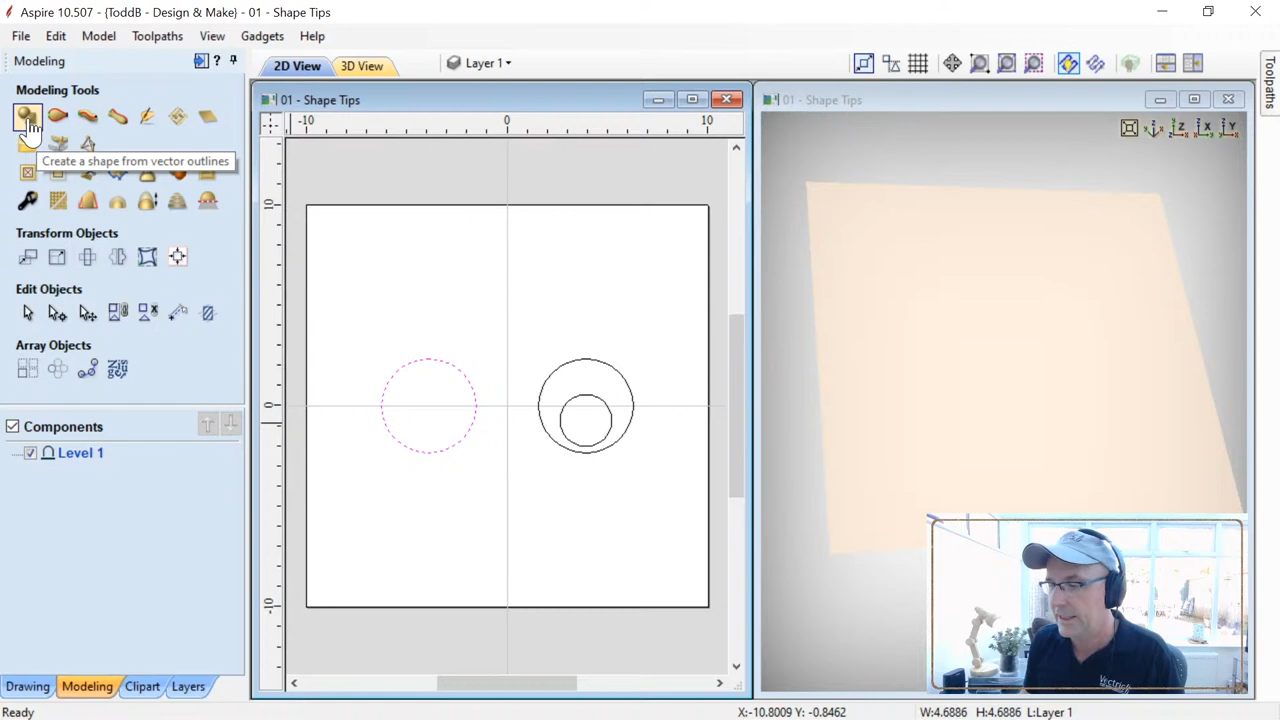 Aspire 10.507 - {ToddB - Design & Make} - 01 - Shape Tips
File Edit Model Toolpaths View Gadgets Help
Modeling ?
2D View 3D View Layer 1
Modeling Tools
01 - Shape Tips
01 - Shape Tips
Toolpaths
-10 0 10
Z X Y
Create a shape from vector outlines
10
Transform Objects
Edit Objects
Array Objects
0
Components
Level 1
-10
Vectric
Drawing Modeling Clipart Layers
Ready X:-10.8009 Y: -0.8462 W:4.6886 H:4.6886 L:Layer 1